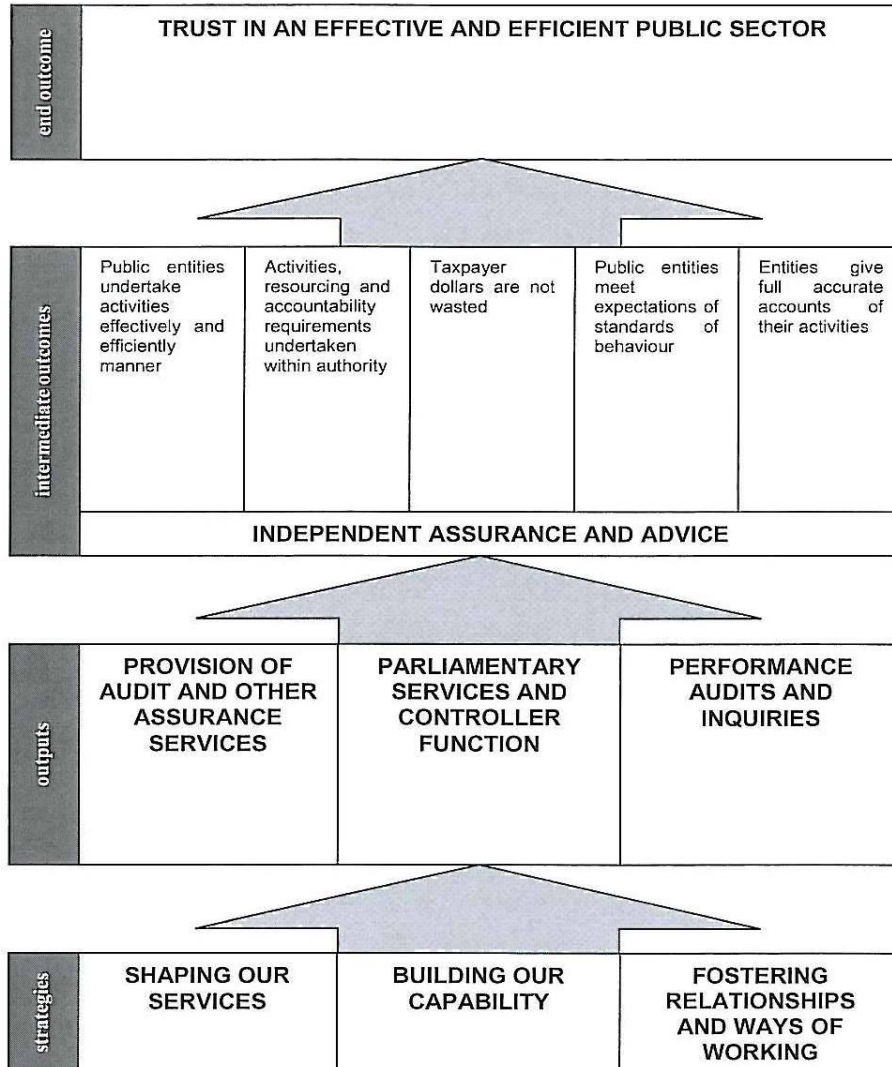 end outcome
TRUST IN AN EFFECTIVE AND EFFICIENT PUBLIC SECTOR
intermediate outcomes
Public entities
undertake
activities
effectively and
efficiently
manner
Activities,
resourcing and
accountability
requirements
undertaken
within authority
Taxpayer
dollars are not
wasted
Public entities
meet
expectations of
standards of
behaviour
Entities give
full accurate
accounts of
their activities
INDEPENDENT ASSURANCE AND ADVICE
outputs
PROVISION OF
AUDIT AND OTHER
ASSURANCE
SERVICES
PARLIAMENTARY
SERVICES AND
CONTROLLER
FUNCTION
PERFORMANCE
AUDITS AND
INQUIRIES
strategies
SHAPING OUR
SERVICES
BUILDING OUR
CAPABILITY
FOSTERING
RELATIONSHIPS
AND WAYS OF
WORKING